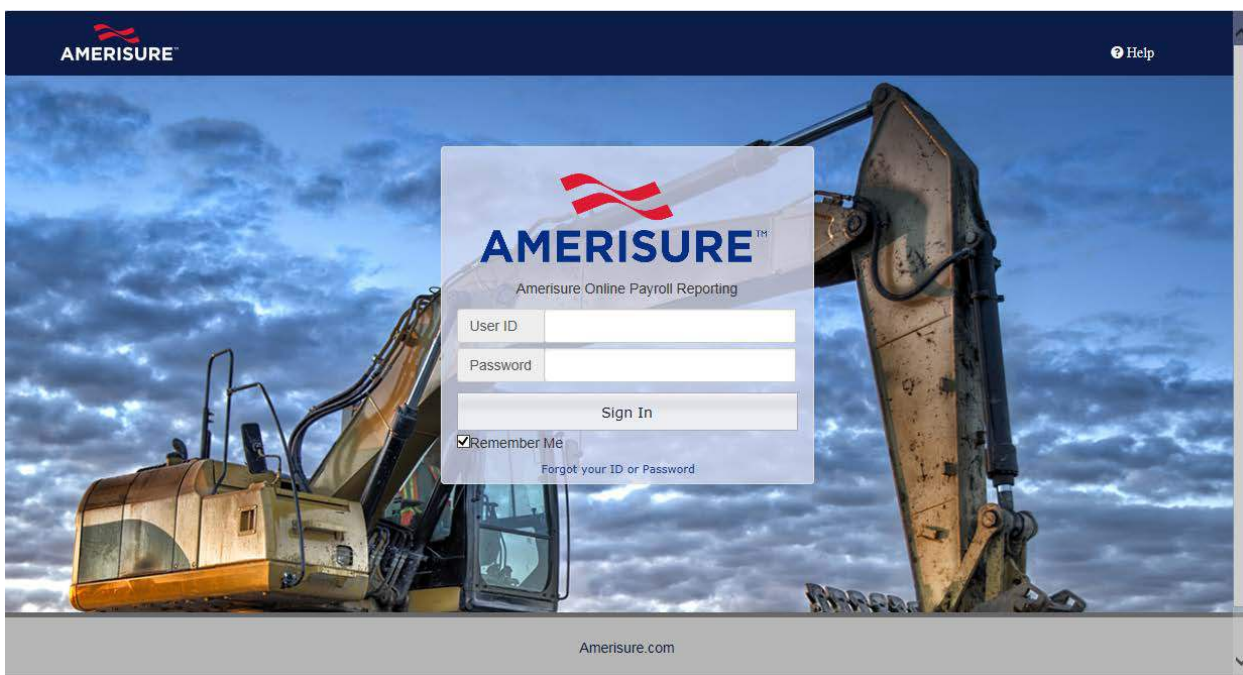 AMERISURE™
Help
AMERISURE™
Amerisure Online Payroll Reporting
User ID
Password
Sign In
Remember Me
Forgot your ID or Password
Amerisure.com